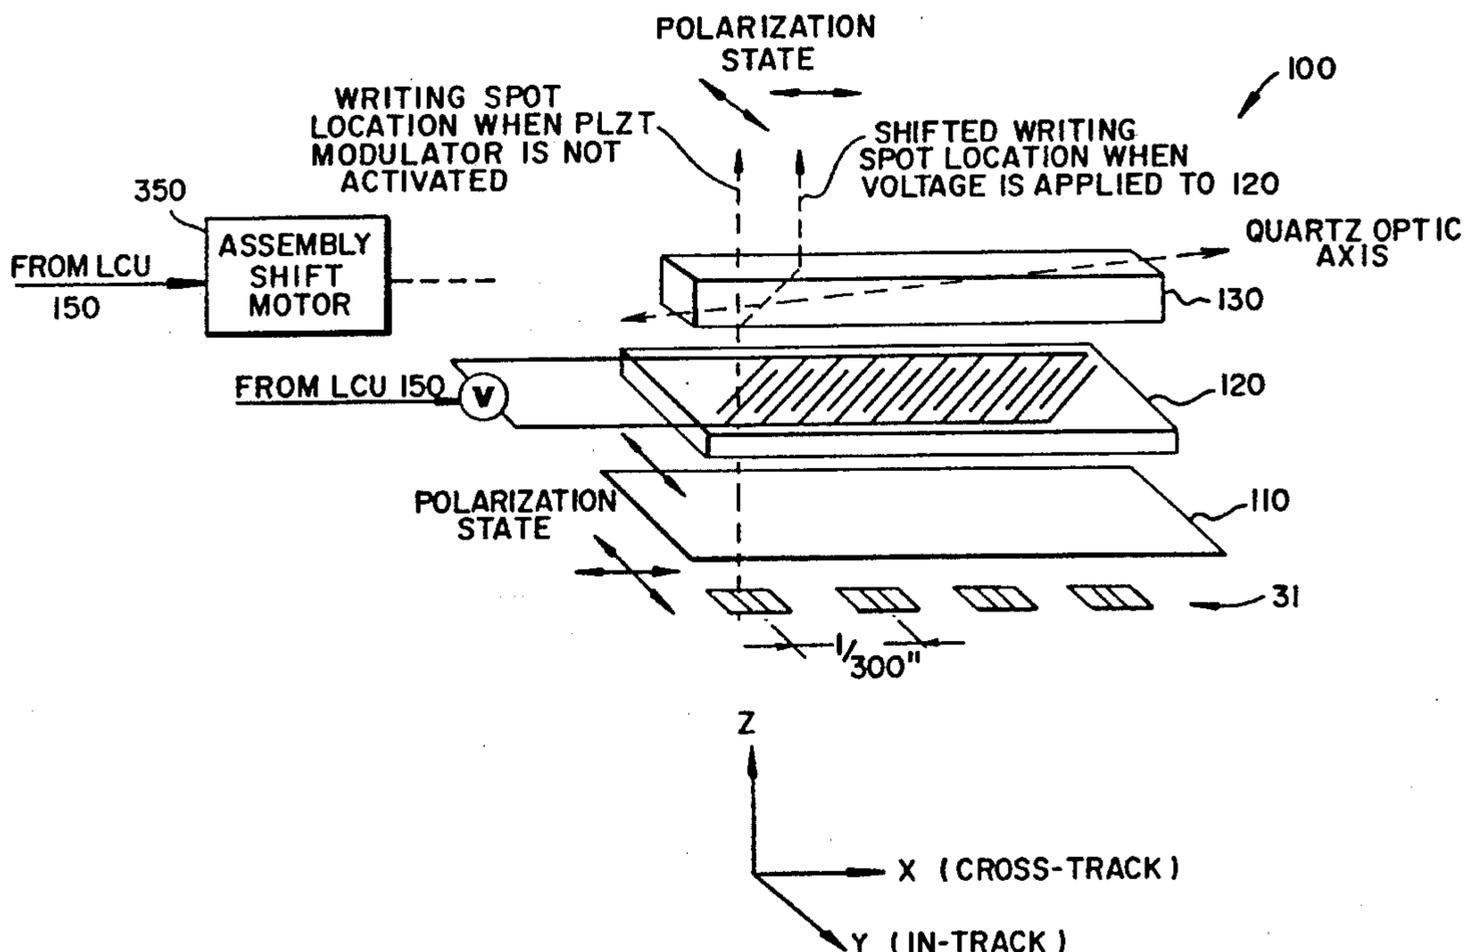 POLARIZATION
STATE
100
WRITING SPOT
LOCATION WHEN PLZT
MODULATOR IS NOT
ACTIVATED
SHIFTED WRITING
SPOT LOCATION WHEN
VOLTAGE IS APPLIED TO 120
350
ASSEMBLY
SHIFT
MOTOR
FROM LCU
150
QUARTZ OPTIC
AXIS
130
FROM LCU 150
V
120
POLARIZATION
STATE
110
31
1/300"
Z
X (CROSS-TRACK)
Y (IN-TRACK)